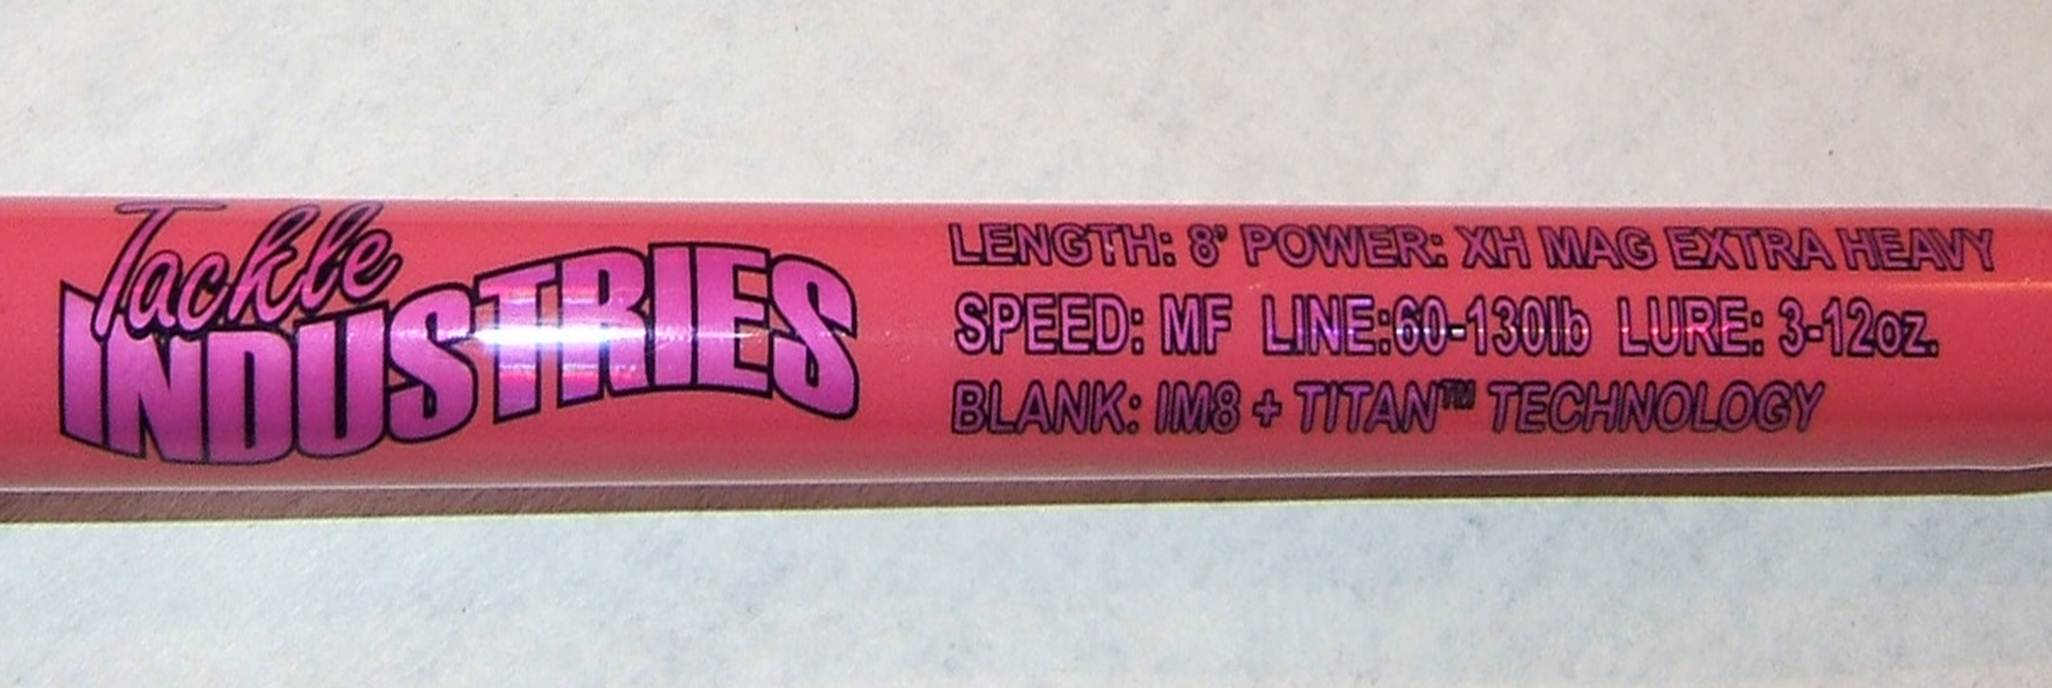 Tackle
INDUSTRIES
LENGTH: 8' POWER: XH MAG EXTRA HEAVY
SPEED: MF LINE:60-130lb LURE: 3-12oz.
BLANK: IM8 + TITAN™ TECHNOLOGY